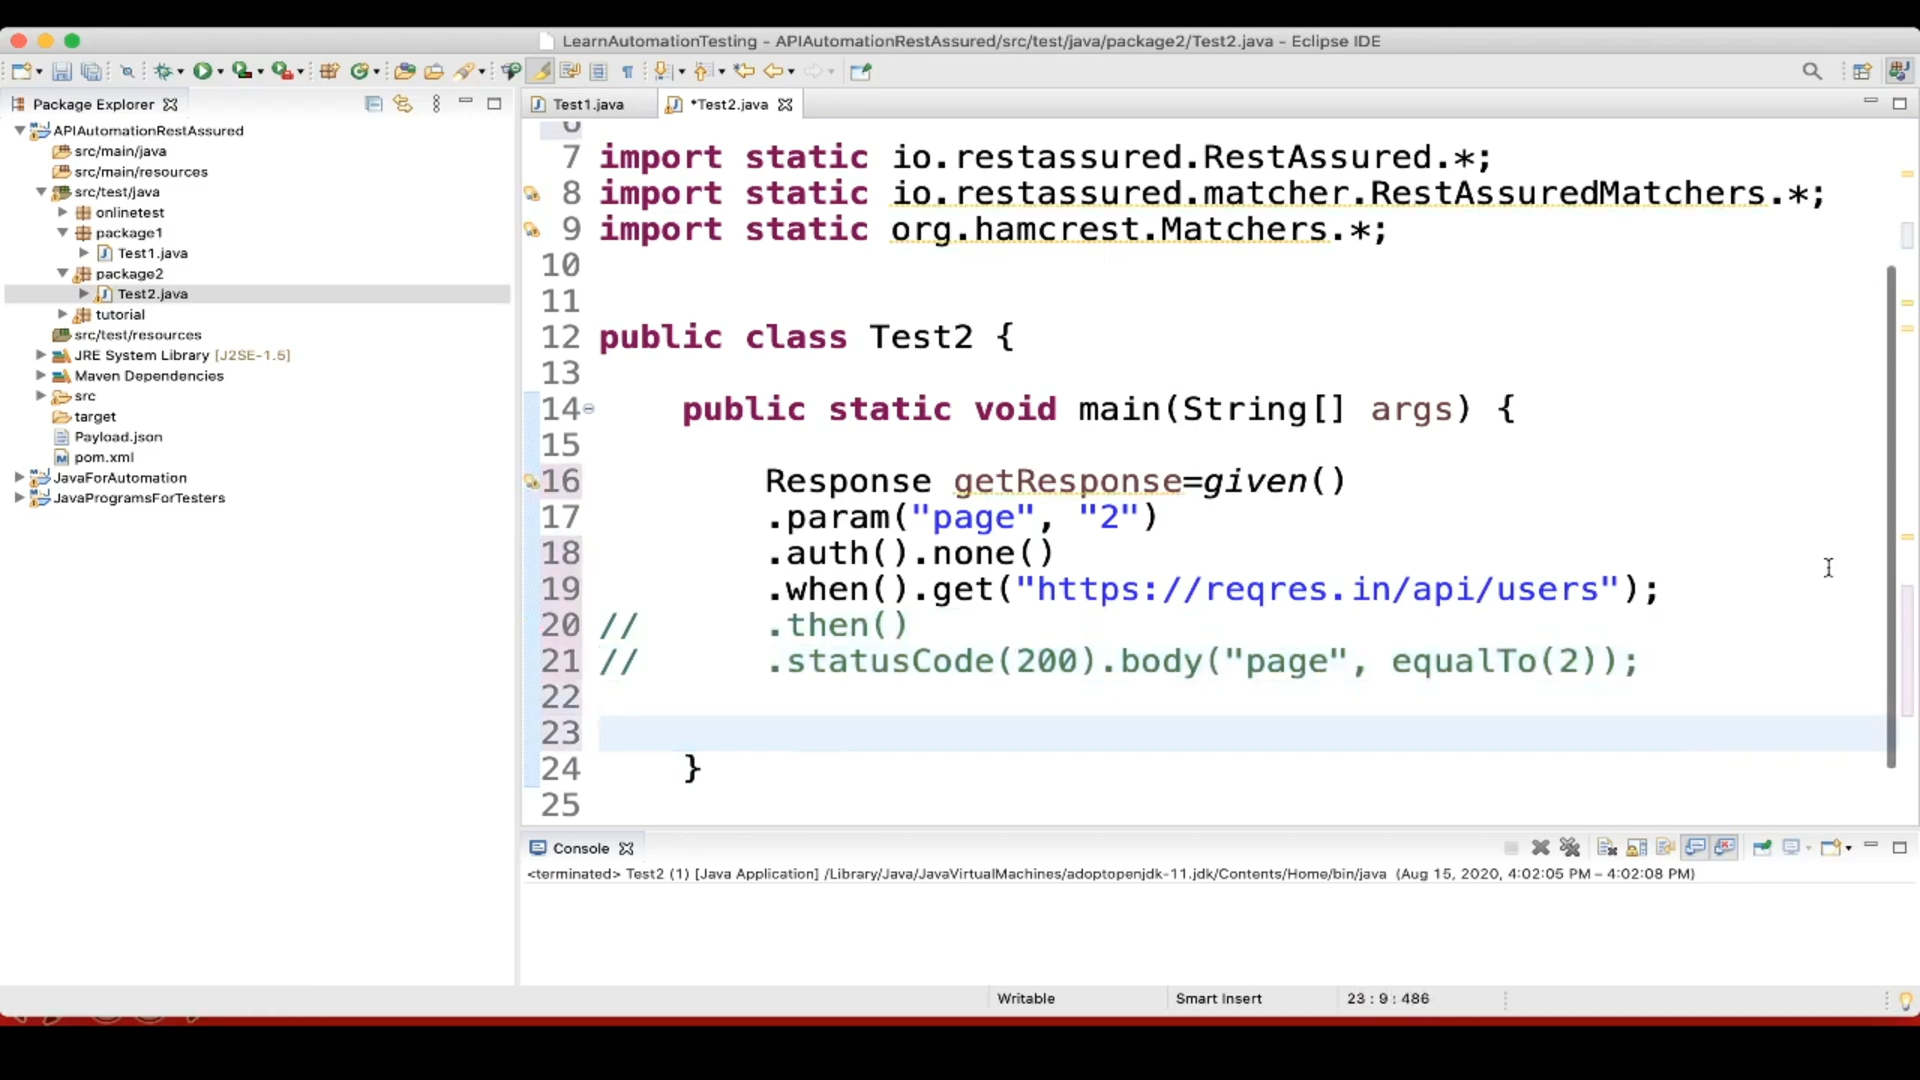 LearnAutomationTesting - APIAutomationRestAssured/src/test/java/package2/Test2.java - Eclipse IDE
Package Explorer
Test1.java
*Test2.java
APIAutomationRestAssured
src/main/java
src/main/resources
src/test/java
onlinetest
package1
Test1.java
package2
Test2.java
tutorial
src/test/resources
JRE System Library [J2SE-1.5]
Maven Dependencies
src
target
Payload.json
pom.xml
JavaForAutomation
JavaProgramsForTesters
7 import static io.restassured.RestAssured.*;
8 import static io.restassured.matcher.RestAssuredMatchers.*;
9 import static org.hamcrest.Matchers.*;
10
11
12 public class Test2 {
13
14 public static void main(String[] args) {
15
16 Response getResponse=given()
17 .param("page", "2")
18 .auth().none()
19 .when().get("https://reqres.in/api/users");
20 // .then()
21 // .statusCode(200).body("page", equalTo(2));
22
23
24 }
25
Console
<terminated> Test2 (1) [Java Application] /Library/Java/JavaVirtualMachines/adoptopenjdk-11.jdk/Contents/Home/bin/java (Aug 15, 2020, 4:02:05 PM – 4:02:08 PM)
Writable
Smart Insert
23 : 9 : 486